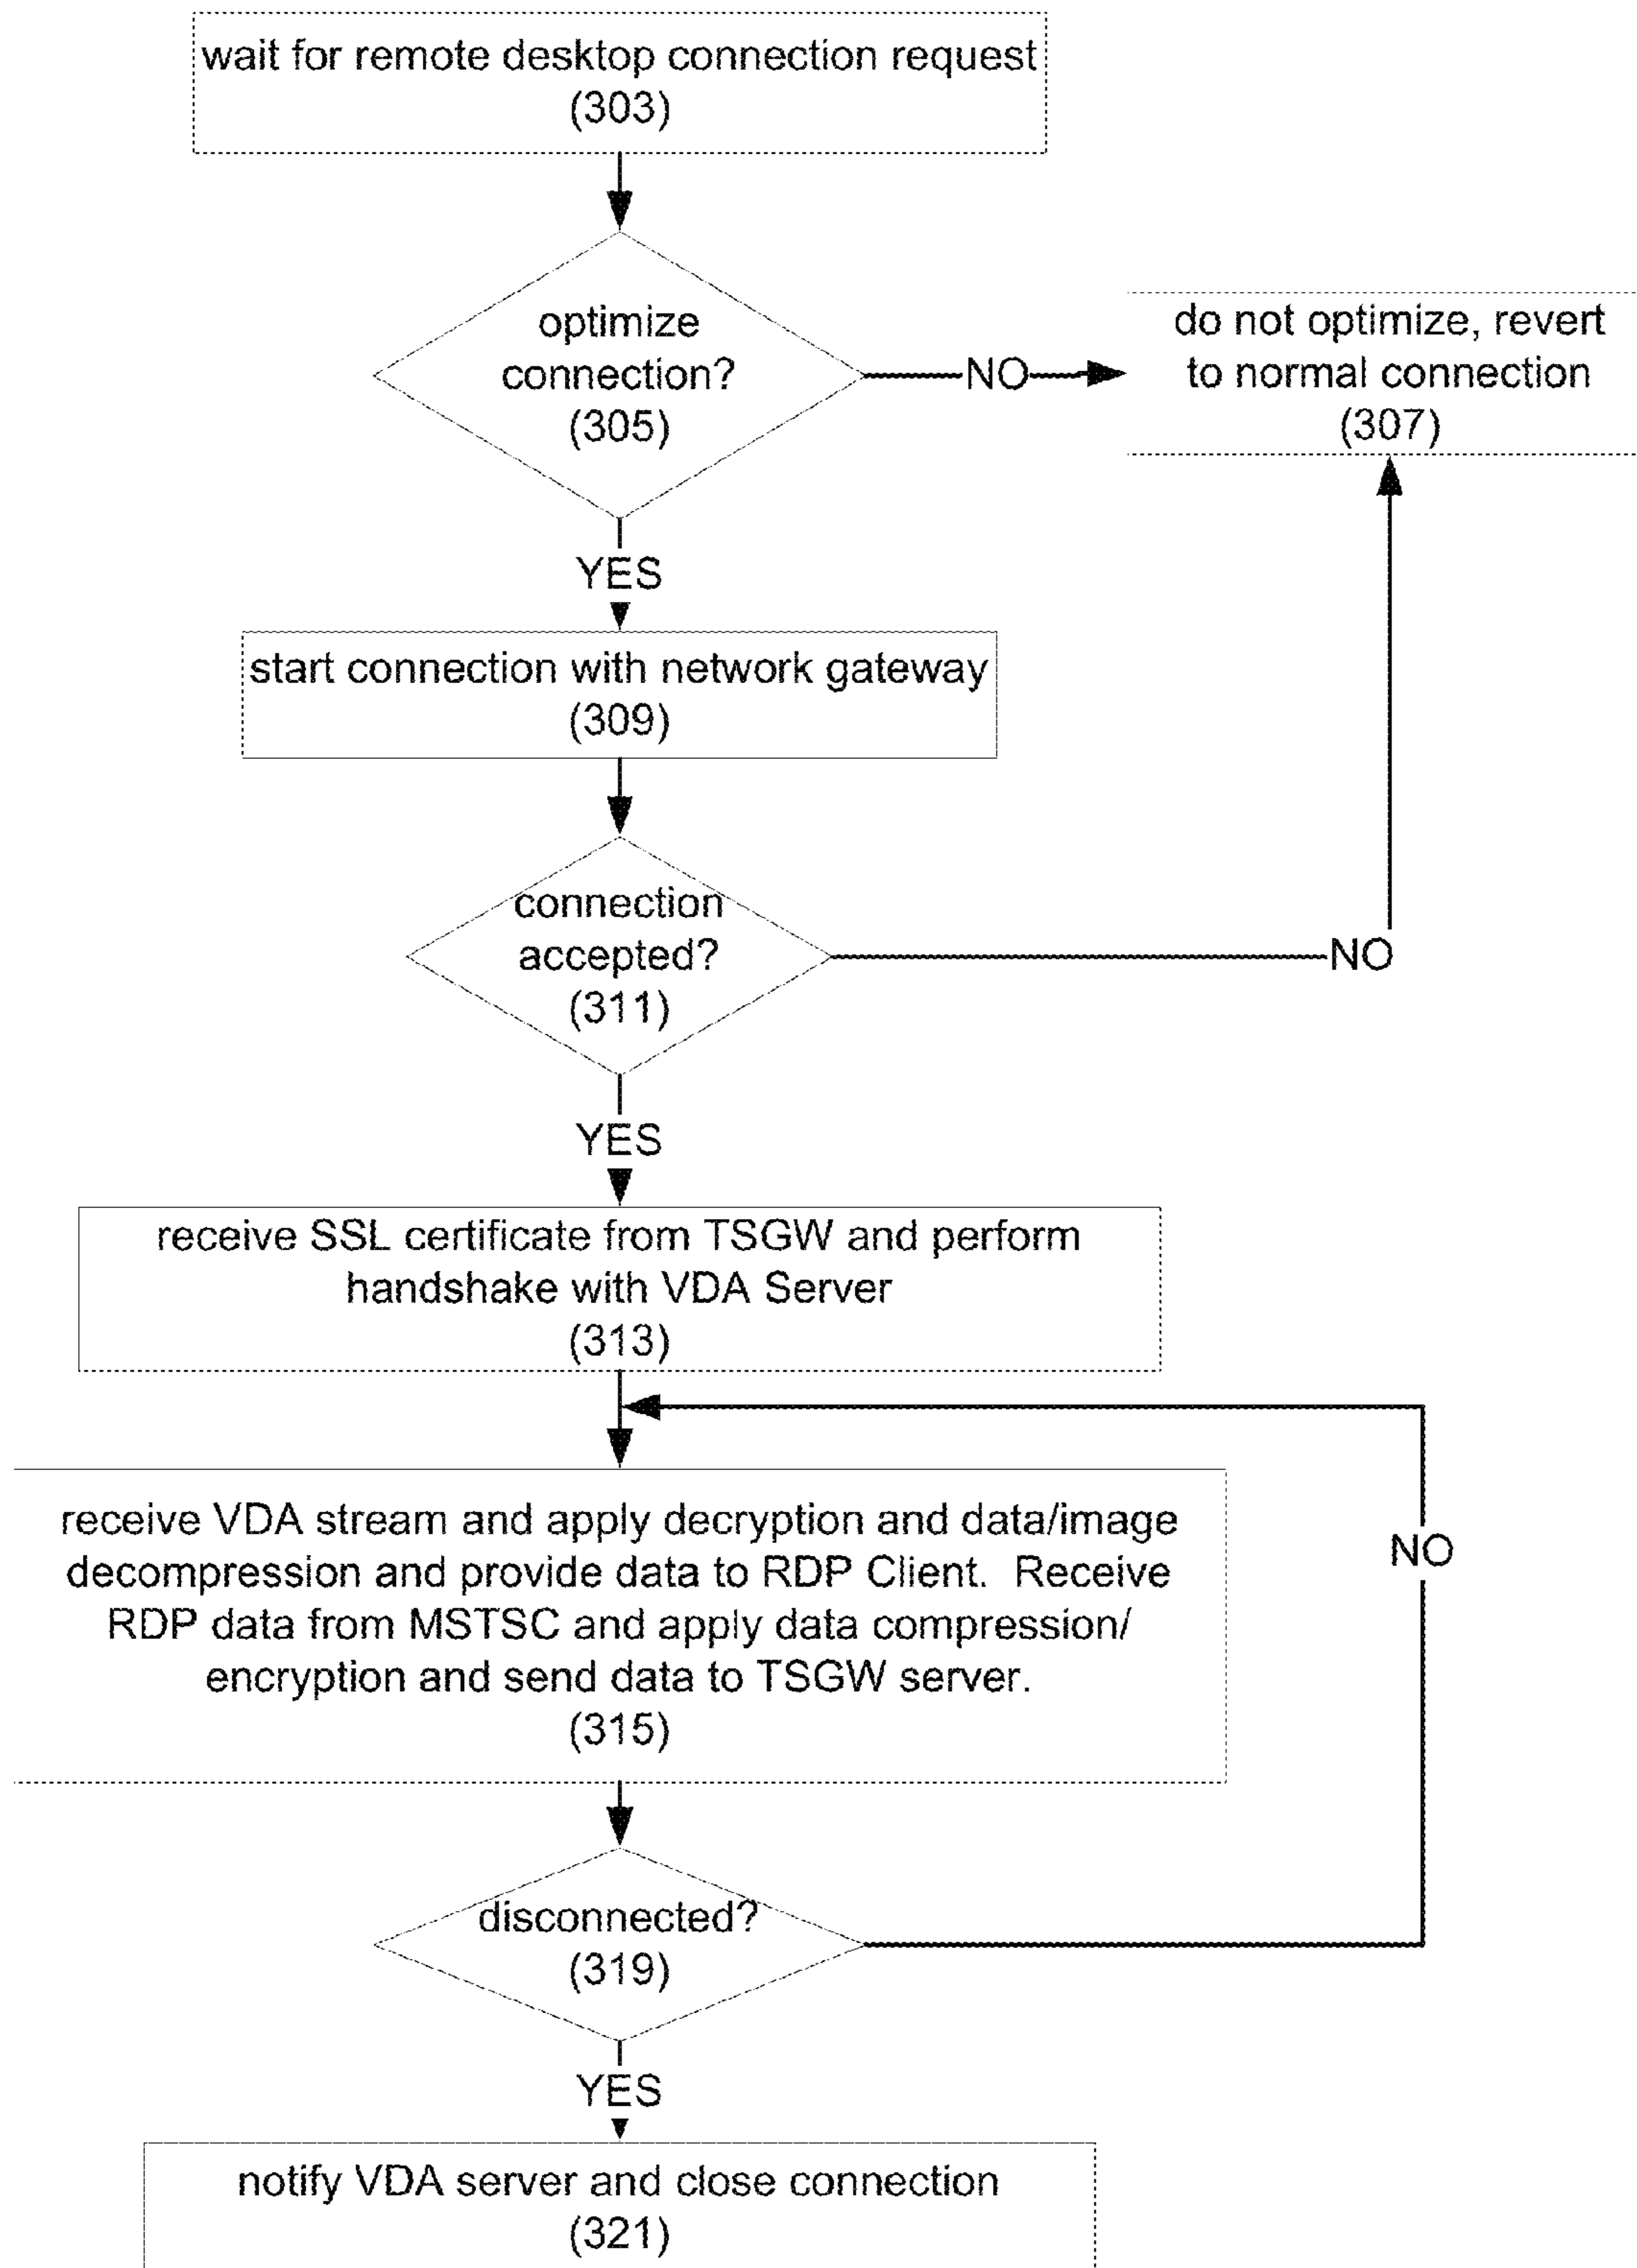 wait for remote desktop connection request
(303)
optimize
connection?
(305)
NO
do not optimize, revert
to normal connection
(307)
YES
start connection with network gateway
(309)
connection
accepted?
(311)
NO
YES
receive SSL certificate from TSGW and perform
handshake with VDA Server
(313)
receive VDA stream and apply decryption and data/image
decompression and provide data to RDP Client. Receive
RDP data from MSTSC and apply data compression/
encryption and send data to TSGW server.
(315)
NO
disconnected?
(319)
YES
notify VDA server and close connection
(321)